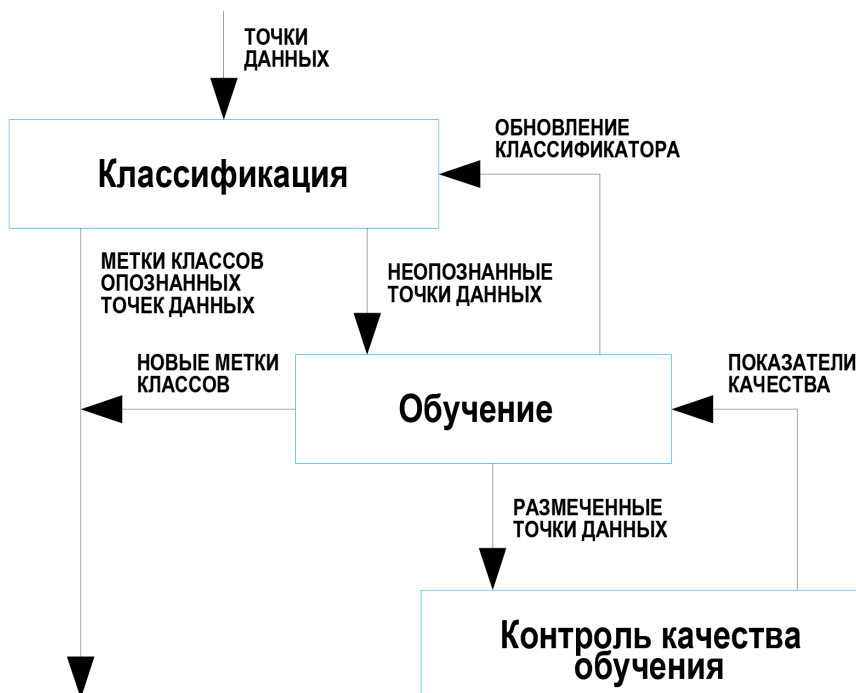 ТОЧКИ
ДАННЫХ
ОБНОВЛЕНИЕ
КЛАССИФИКАТОРА
Классификация
МЕТКИ КЛАССОВ
ОПОЗНАННЫХ
ТОЧЕК ДАННЫХ
НЕОПОЗНАННЫЕ
ТОЧКИ ДАННЫХ
НОВЫЕ МЕТКИ
КЛАССОВ
ПОКАЗАТЕЛИ
КАЧЕСТВА
Обучение
РАЗМЕЧЕННЫЕ
ТОЧКИ ДАННЫХ
Контроль качества
обучения